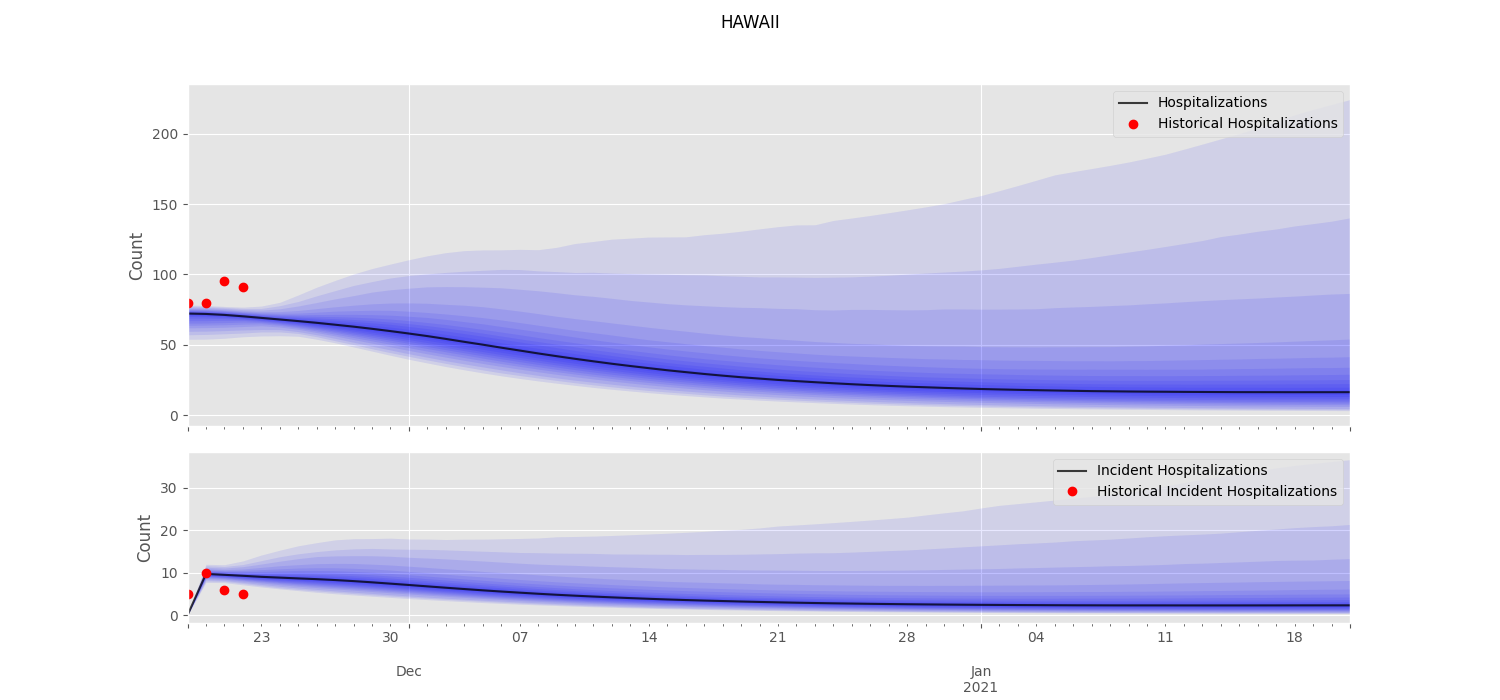 HAWAII
Hospitalizations
Historical Hospitalizations
Count
200
150
100
50
0
Incident Hospitalizations
Historical Incident Hospitalizations
Count
30
20
10
0
23 30 07 14 21 28 04 11 18
Dec Jan
2021